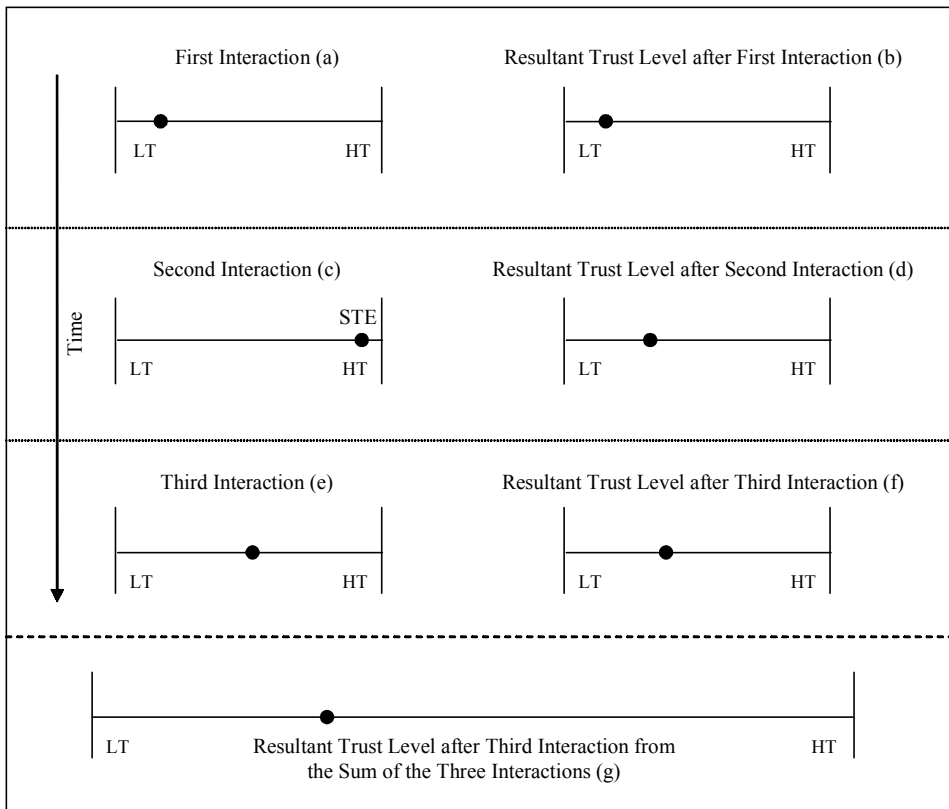 First Interaction (a)
Resultant Trust Level after First Interaction (b)
LT
HT
LT
HT
Second Interaction (c)
Resultant Trust Level after Second Interaction (d)
STE
LT
HT
LT
HT
Time
Third Interaction (e)
Resultant Trust Level after Third Interaction (f)
LT
HT
LT
HT
LT
HT
Resultant Trust Level after Third Interaction from
the Sum of the Three Interactions (g)